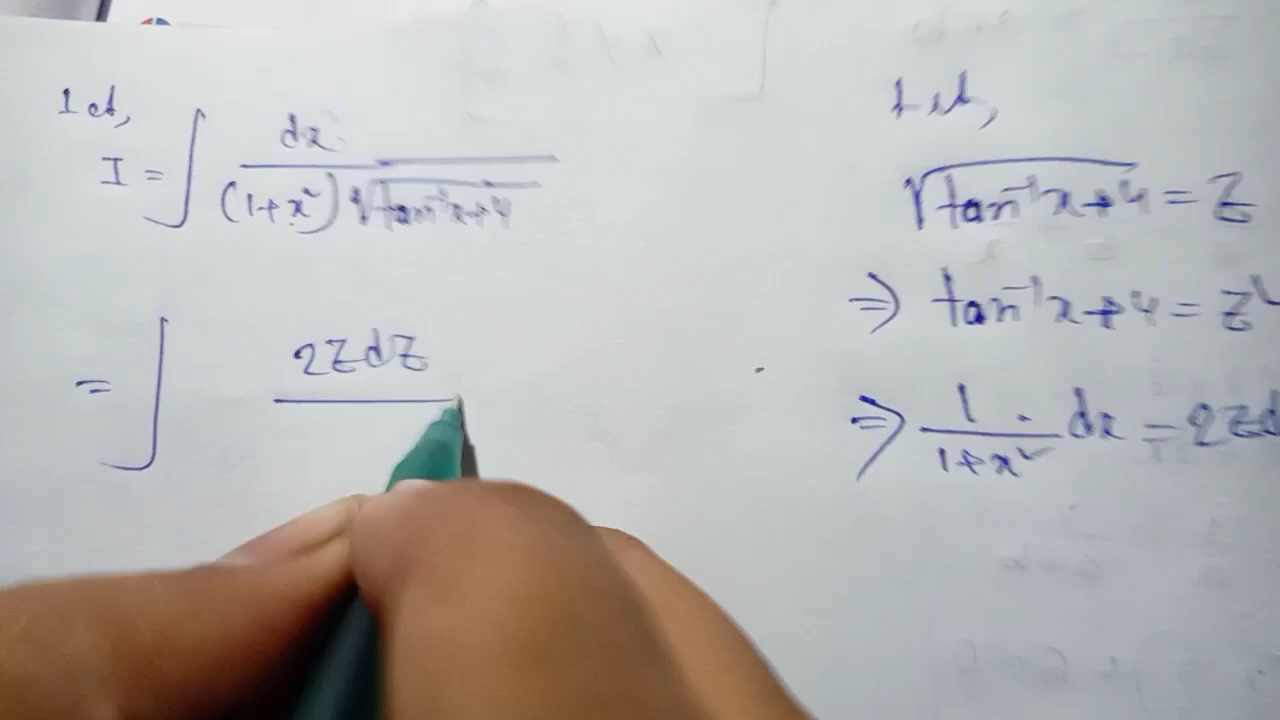 Let,
I = ∫ dx / (1+x²) √tan⁻¹x+4
= ∫ 2z dz
Let,
√tan⁻¹x+4 = z
⇒ tan⁻¹x+4 = z²
⇒ 1/1+x² . dx = 2zd